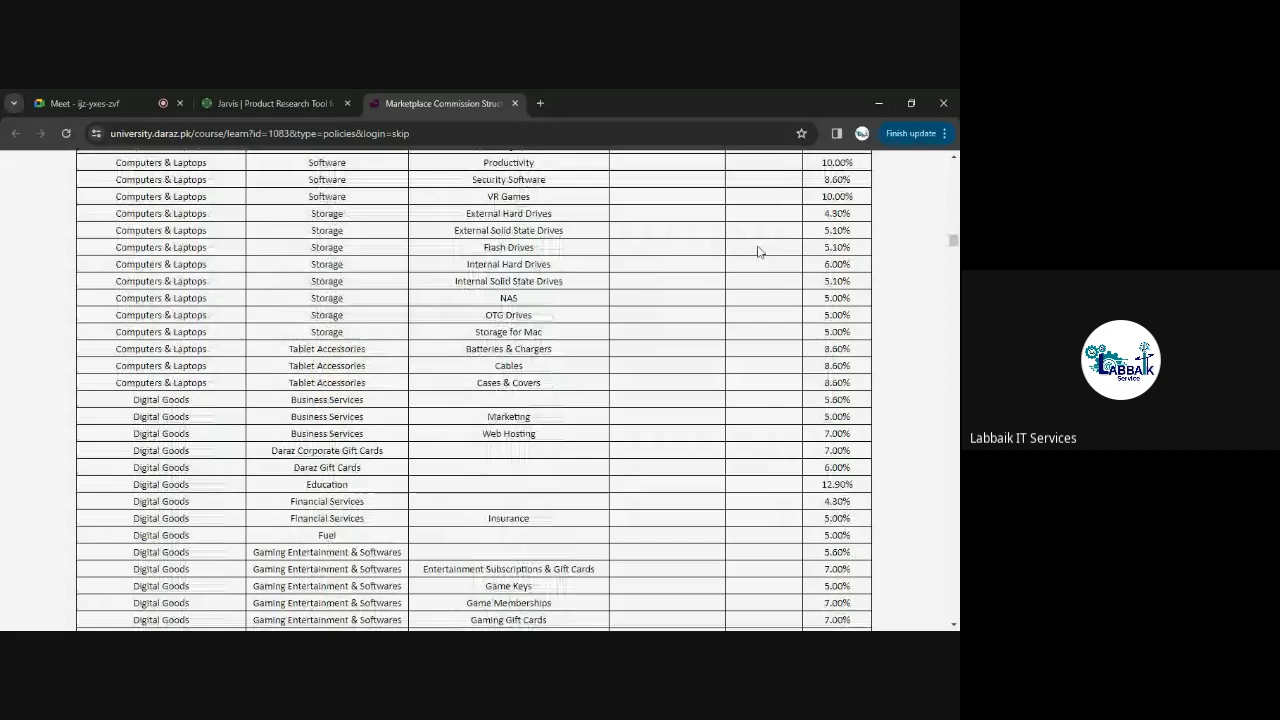 Meet - ijz-yxes-zvf
Jarvis | Product Research Tool f
Marketplace Commission Struc
university.daraz.pk/course/learn?id=1083&type=policies&login=skip
Finish update
Computers & Laptops Software Productivity 10.00%
Computers & Laptops Software Security Software 8.60%
Computers & Laptops Software VR Games 10.00%
Computers & Laptops Storage External Hard Drives 4.30%
Computers & Laptops Storage External Solid State Drives 5.10%
Computers & Laptops Storage Flash Drives 5.10%
Computers & Laptops Storage Internal Hard Drives 6.00%
Computers & Laptops Storage Internal Solid State Drives 5.10%
Computers & Laptops Storage NAS 5.00%
Computers & Laptops Storage OTG Drives 5.00%
Computers & Laptops Storage Storage for Mac 5.00%
Computers & Laptops Tablet Accessories Batteries & Chargers 8.60%
Computers & Laptops Tablet Accessories Cables 8.60%
Computers & Laptops Tablet Accessories Cases & Covers 8.60%
Digital Goods Business Services 5.60%
Digital Goods Business Services Marketing 5.00%
Digital Goods Business Services Web Hosting 7.00%
Digital Goods Daraz Corporate Gift Cards 7.00%
Digital Goods Daraz Gift Cards 6.00%
Digital Goods Education 12.90%
Digital Goods Financial Services 4.30%
Digital Goods Financial Services Insurance 5.00%
Digital Goods Fuel 5.00%
Digital Goods Gaming Entertainment & Softwares 5.60%
Digital Goods Gaming Entertainment & Softwares Entertainment Subscriptions & Gift Cards 7.00%
Digital Goods Gaming Entertainment & Softwares Game Keys 5.00%
Digital Goods Gaming Entertainment & Softwares Game Memberships 7.00%
Digital Goods Gaming Entertainment & Softwares Gaming Gift Cards 7.00%
LABBAIK
Service
Labbaik IT Services